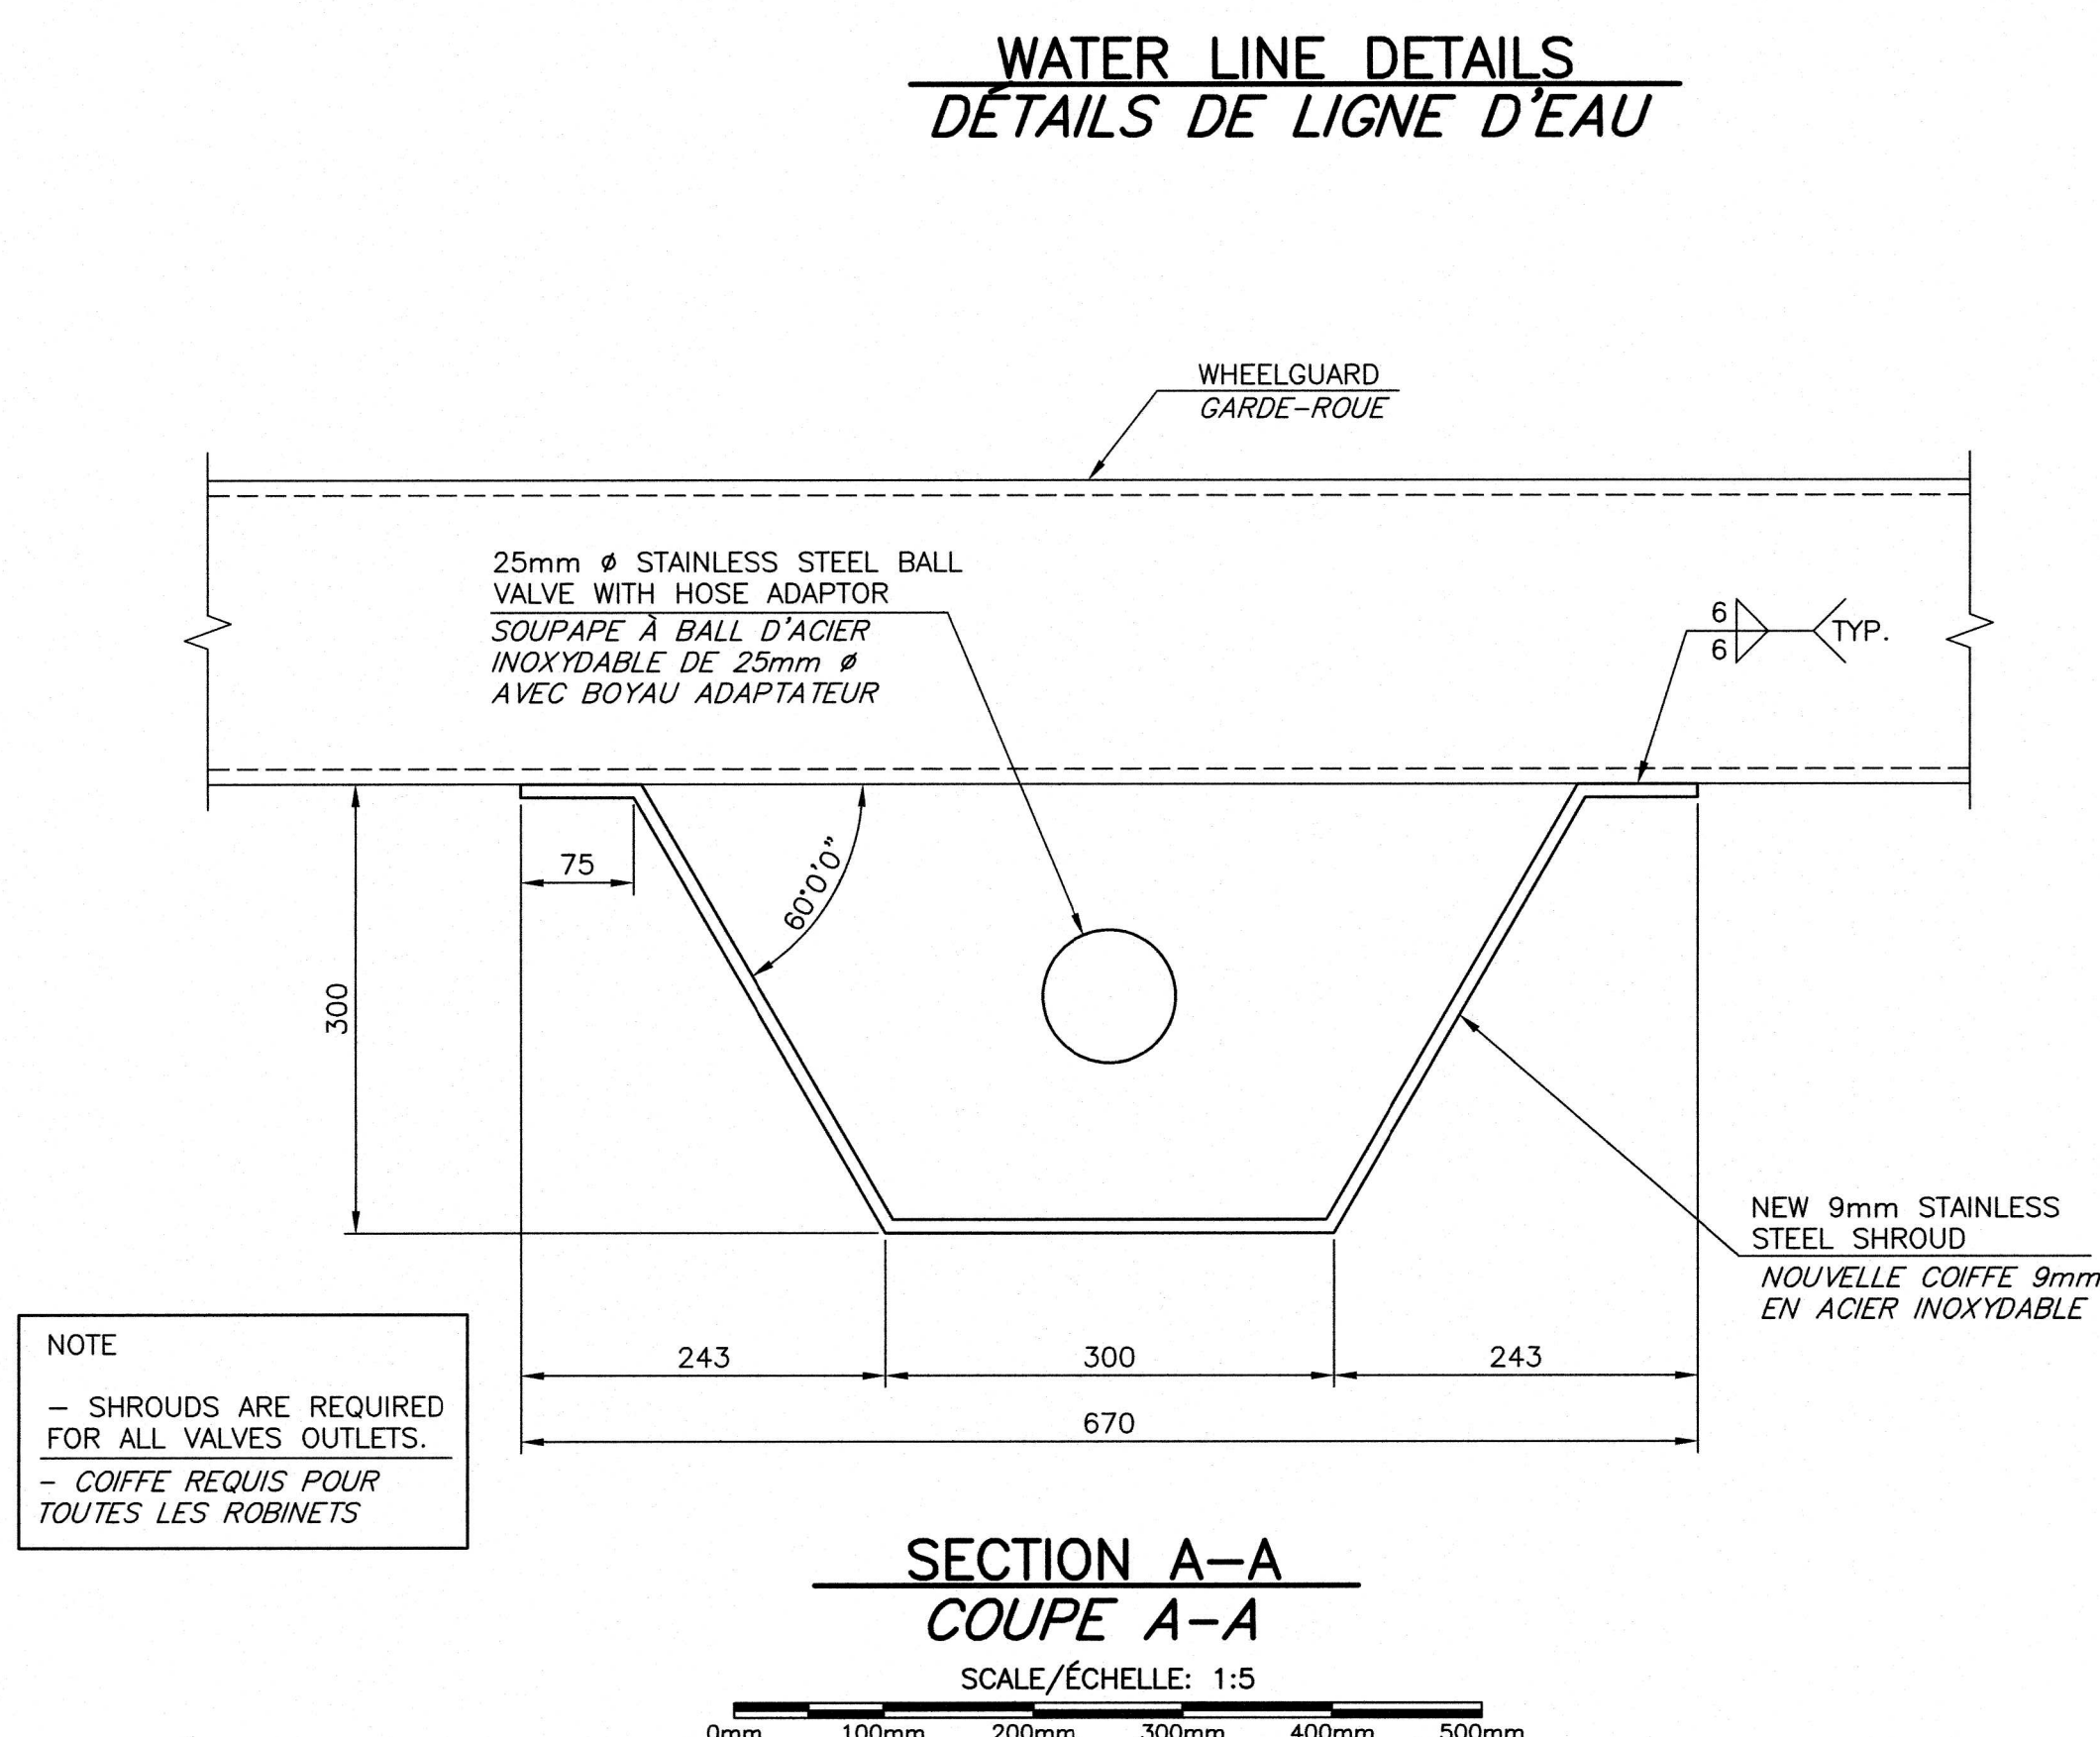 WATER LINE DETAILS
DÉTAILS DE LIGNE D'EAU
WHEELGUARD
GARDE-ROUE
25mm ø STAINLESS STEEL BALL
VALVE WITH HOSE ADAPTOR
SOUPAPE À BALL D'ACIER
INOXYDABLE DE 25mm ø
AVEC BOYAU ADAPTATEUR
6
6
TYP.
75
60°0'0"
300
NEW 9mm STAINLESS
STEEL SHROUD
NOUVELLE COIFFE 9mm
EN ACIER INOXYDABLE
243
300
243
670
NOTE
- SHROUDS ARE REQUIRED
FOR ALL VALVES OUTLETS.
- COIFFE REQUIS POUR
TOUTES LES ROBINETS
SECTION A-A
COUPE A-A
SCALE/ÉCHELLE: 1:5
0mm 100mm 200mm 300mm 400mm 500mm